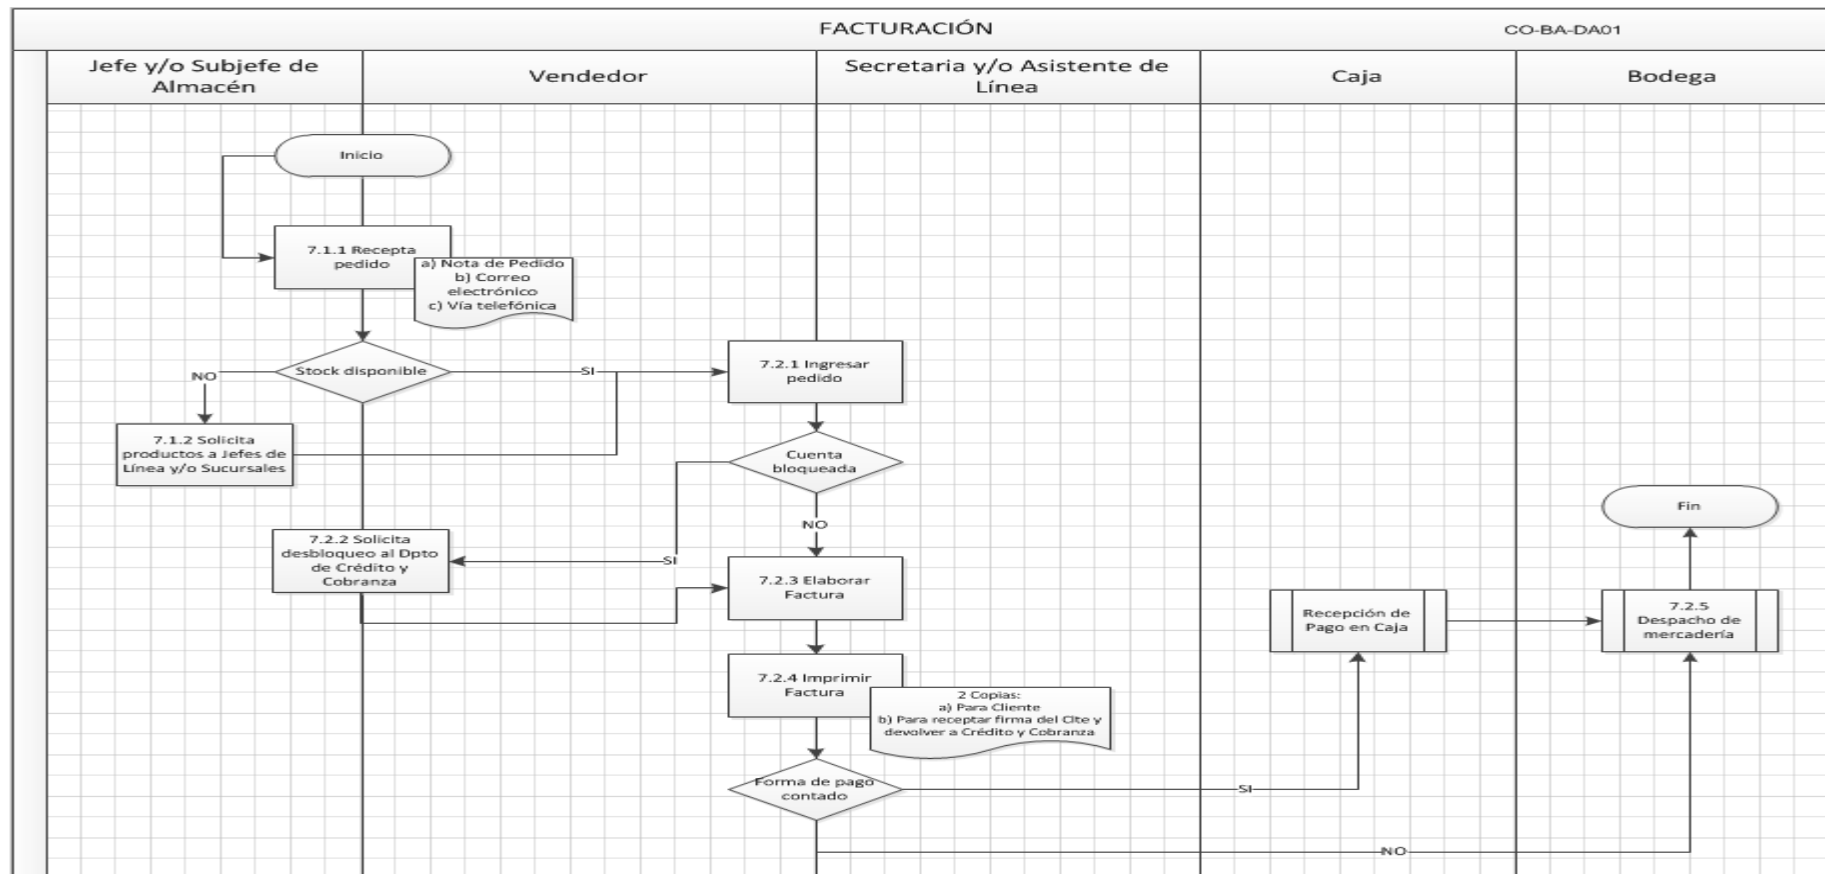 FACTURACIÓN
CO-BA-DA01
Jefe y/o Subjefe de
Almacén
Vendedor
Secretaria y/o Asistente de
Línea
Caja
Bodega
Inicio
7.1.1 Recepta
pedido
a) Nota de Pedido
b) Correo
electrónico
c) Vía telefónica
Stock disponible
NO
SI
7.2.1 Ingresar
pedido
7.1.2 Solicita
productos a Jefes de
Línea y/o Sucursales
Cuenta
bloqueada
NO
SI
7.2.2 Solicita
desbloqueo al Dpto
de Crédito y
Cobranza
7.2.3 Elaborar
Factura
Fin
Recepción de
Pago en Caja
7.2.5
Despacho de
mercadería
7.2.4 Imprimir
Factura
2 Copias:
a) Para Cliente
b) Para receptar firma del Clte y
devolver a Crédito y Cobranza
Forma de pago
contado
SI
NO